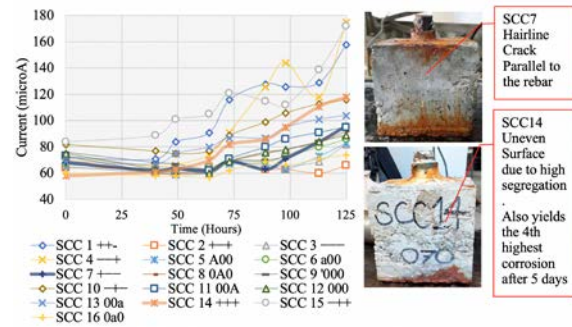 180
160
140
120
100
80
60
40
Current (microA)
0 25 50 75 100 125
Time (Hours)
SCC 1 ++-
SCC 2
SCC 3
SCC 4
SCC 5 A00
SCC 6 a00
SCC 7
SCC 8 0A0
SCC 9 '000
SCC 10
SCC 11 00A
SCC 12 000
SCC 13 00a
SCC 14 +++
SCC 15
SCC 16 0a0
SCC7
Hairline
Crack
Parallel to
the rebar
SCC14
Uneven
Surface
due to high
segregation
.
Also yields
the 4th
highest
corrosion
after 5 days
SCC14
070